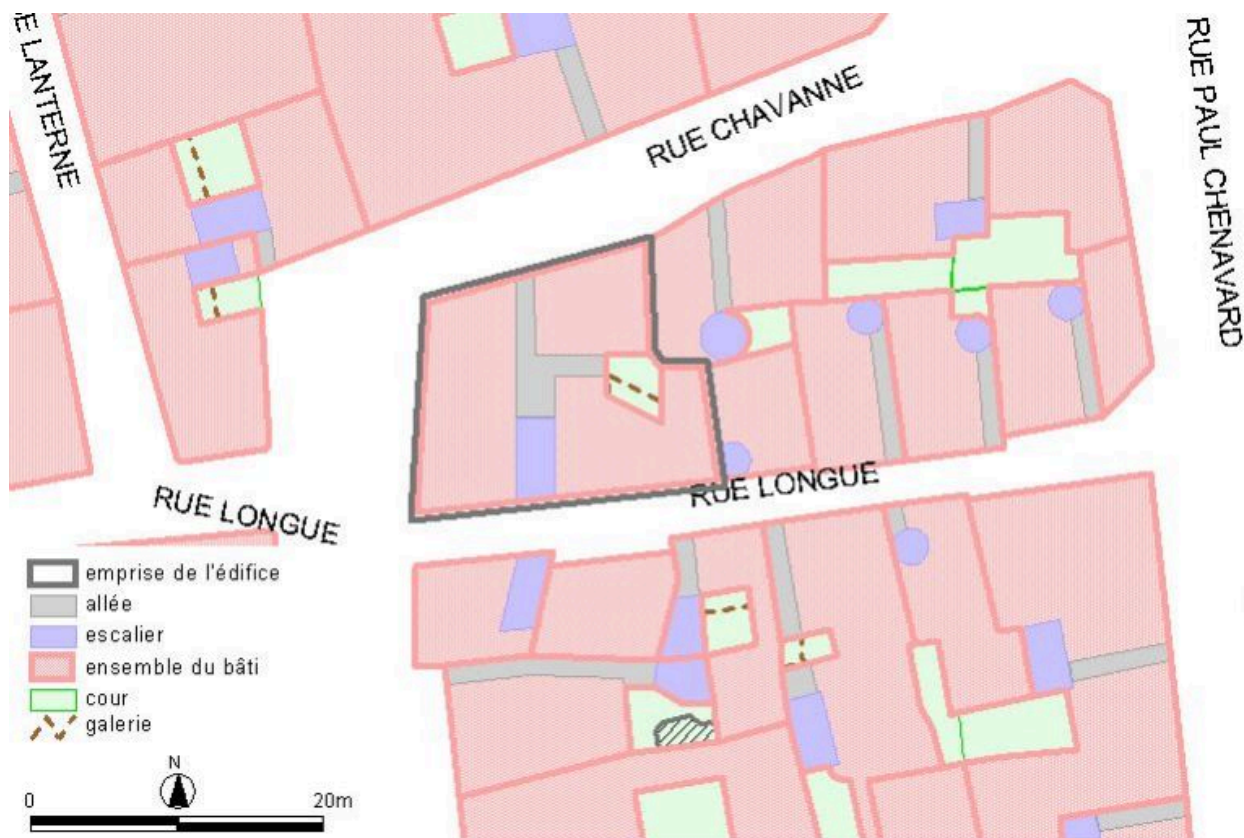 E LANTERNE
RUE CHAVANNE
RUE PAUL CHENAVARD
RUE LONGUE
RUE LONGUE
emprise de l'édifice
allée
escalier
ensemble du bâti
cour
galerie
N
0 20m